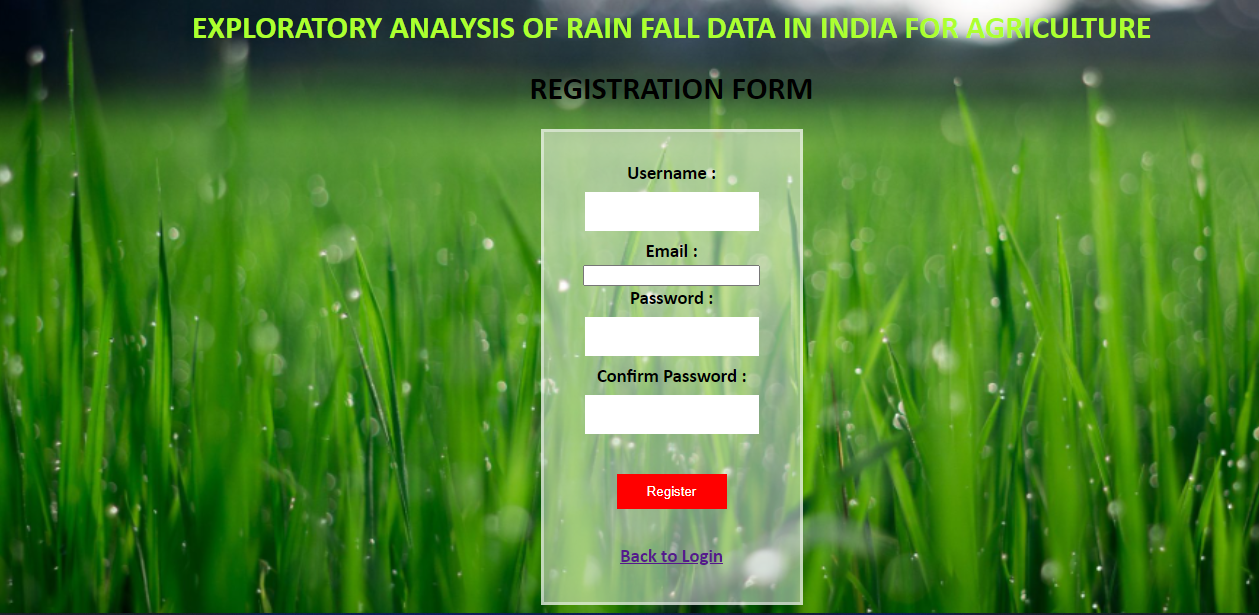 EXPLORATORY ANALYSIS OF RAIN FALL DATA IN INDIA FOR AGRICULTURE
REGISTRATION FORM
Username :
Email :
Password :
Confirm Password :
Register
Back to Login